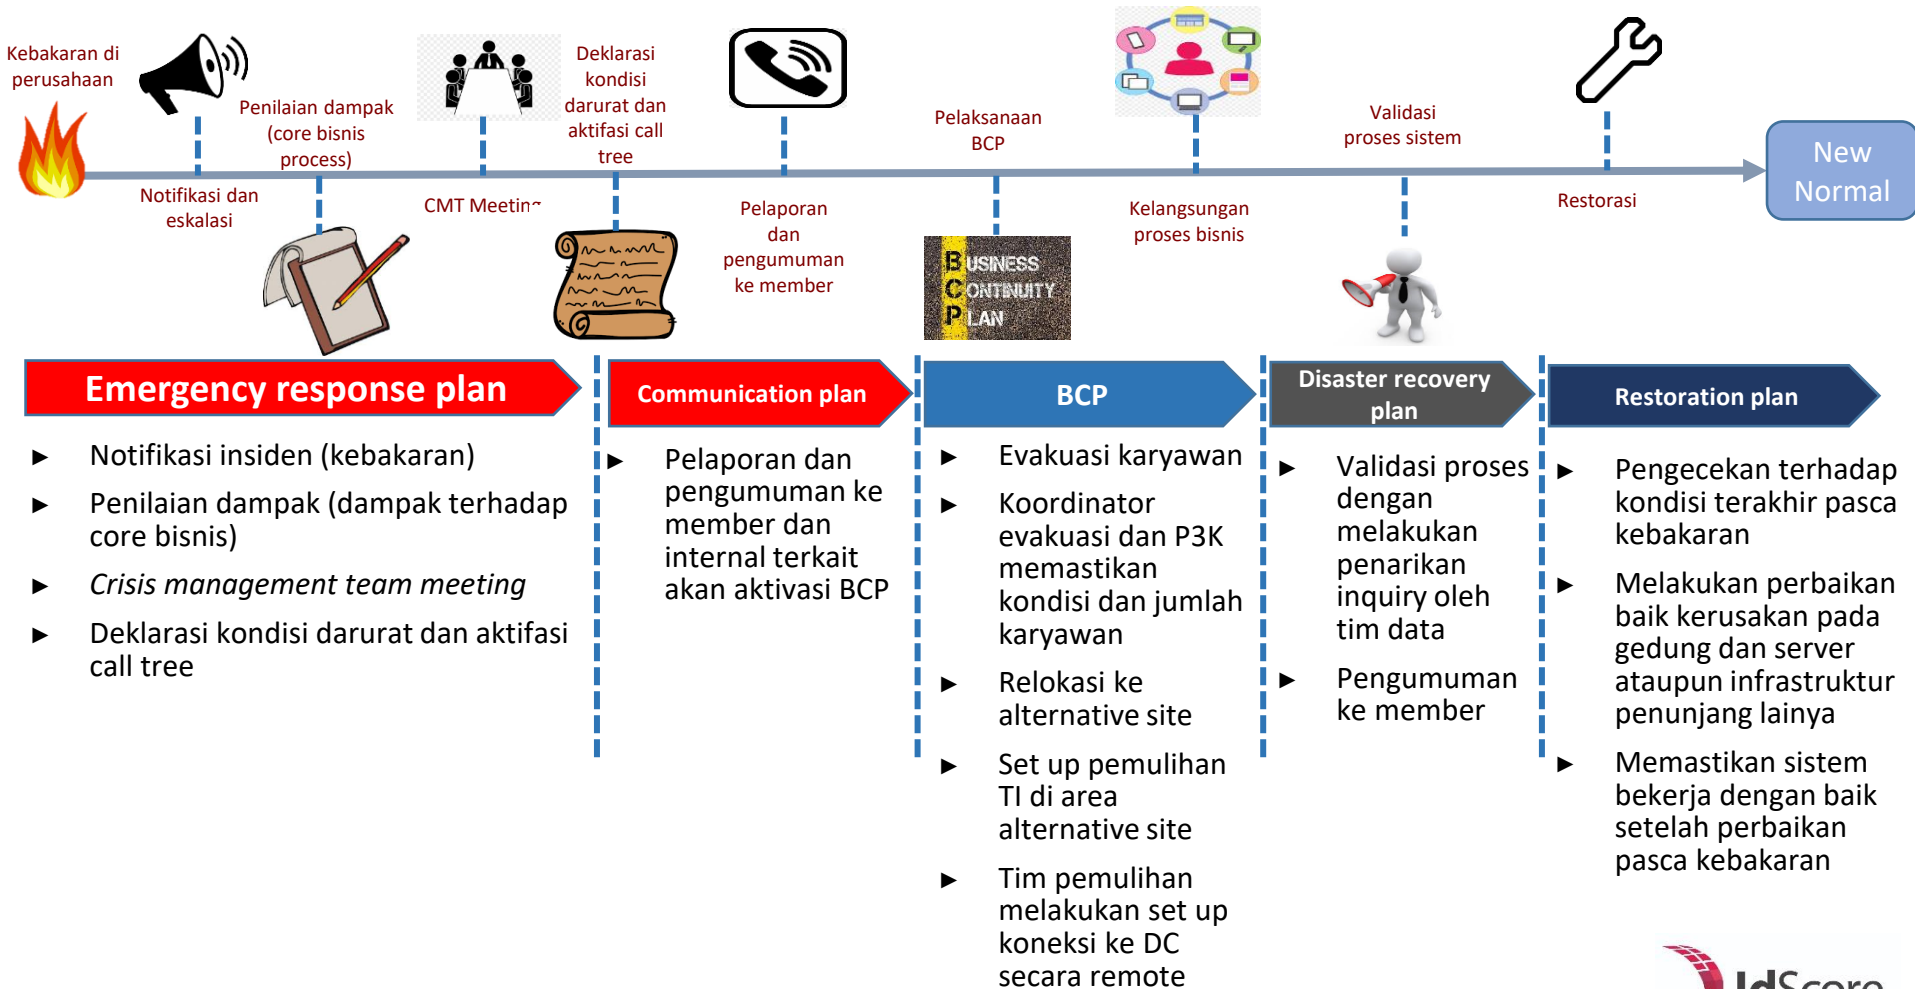 Kebakaran di
perusahaan
Notifikasi dan
eskalasi
Penilaian dampak
(core bisnis
process)
CMT Meeting
Deklarasi
kondisi
darurat dan
aktifasi call
tree
Pelaporan
dan
pengumuman
ke member
Pelaksanaan
BCP
BUSINESS
CONTINUITY
PLAN
Kelangsungan
proses bisnis
Validasi
proses sistem
Restorasi
New
Normal
Emergency response plan
► Notifikasi insiden (kebakaran)
► Penilaian dampak (dampak terhadap
core bisnis)
► Crisis management team meeting
► Deklarasi kondisi darurat dan aktifasi
call tree
Communication plan
► Pelaporan dan
pengumuman ke
member dan
internal terkait
akan aktivasi BCP
BCP
► Evakuasi karyawan
► Koordinator
evakuasi dan P3K
memastikan
kondisi dan jumlah
karyawan
► Relokasi ke
alternative site
► Set up pemulihan
TI di area
alternative site
► Tim pemulihan
melakukan set up
koneksi ke DC
secara remote
Disaster recovery
plan
► Validasi proses
dengan
melakukan
penarikan
inquiry oleh
tim data
► Pengumuman
ke member
Restoration plan
► Pengecekan terhadap
kondisi terakhir pasca
kebakaran
► Melakukan perbaikan
baik kerusakan pada
gedung dan server
ataupun infrastruktur
penunjang lainya
► Memastikan sistem
bekerja dengan baik
setelah perbaikan
pasca kebakaran
IdScore